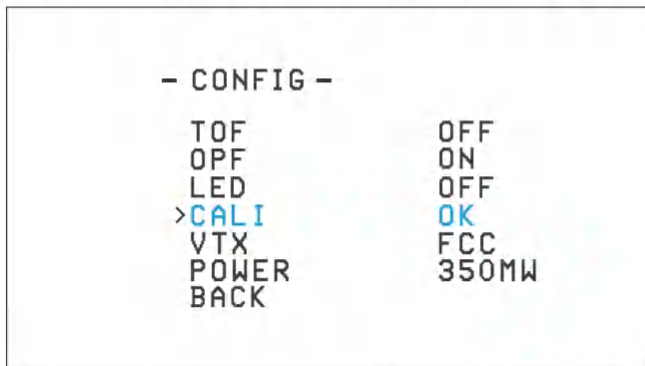 - CONFIG -
TOF OFF
OPF ON
LED OFF
>CALI OK
VTX FCC
POWER 350MW
BACK